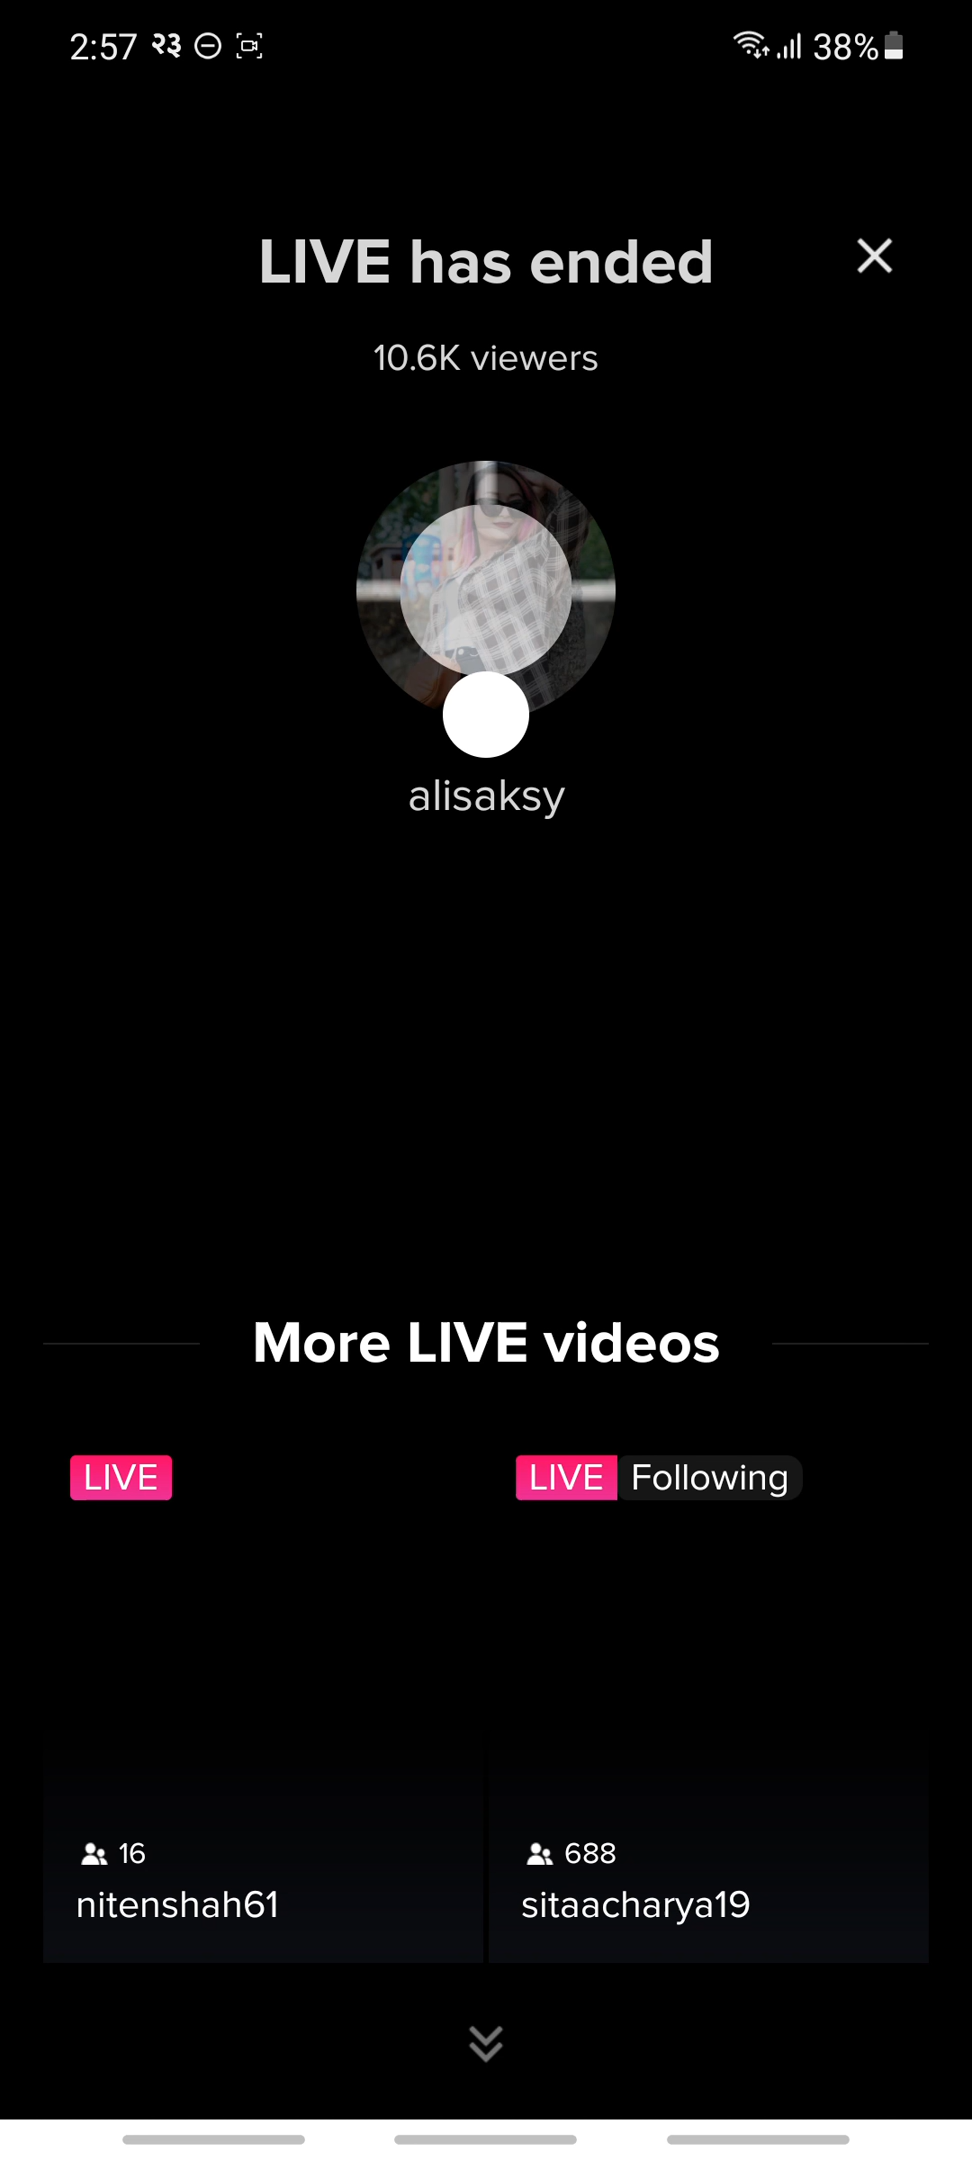 2:57 २३ 38%
LIVE has ended
10.6K viewers
alisaksy
More LIVE videos
LIVE
LIVE Following
16
nitenshah61
688
sitaacharya19